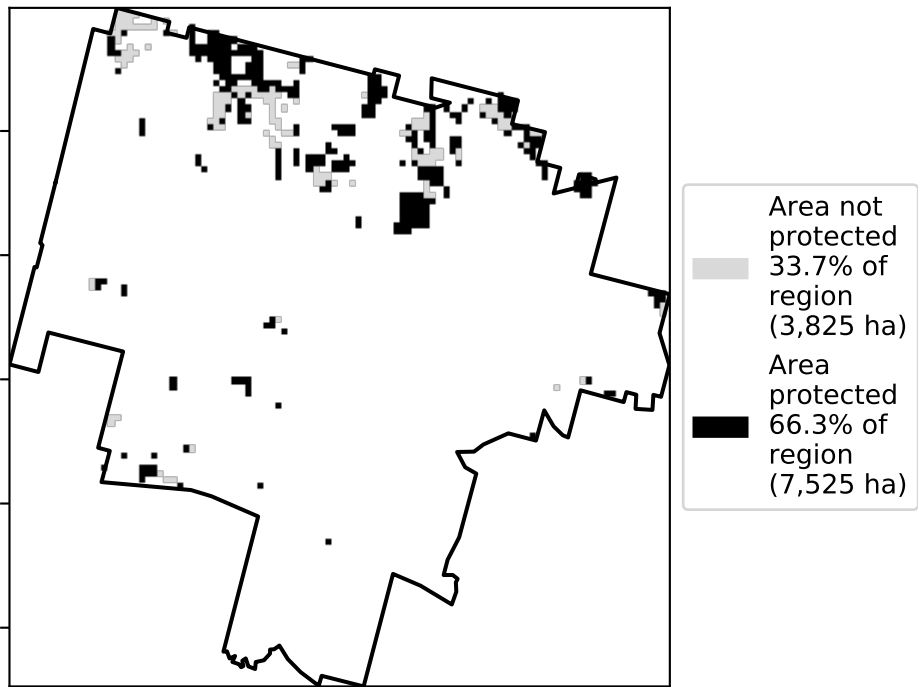 Area not
protected
33.7% of
region
(3,825 ha)
Area
protected
66.3% of
region
(7,525 ha)